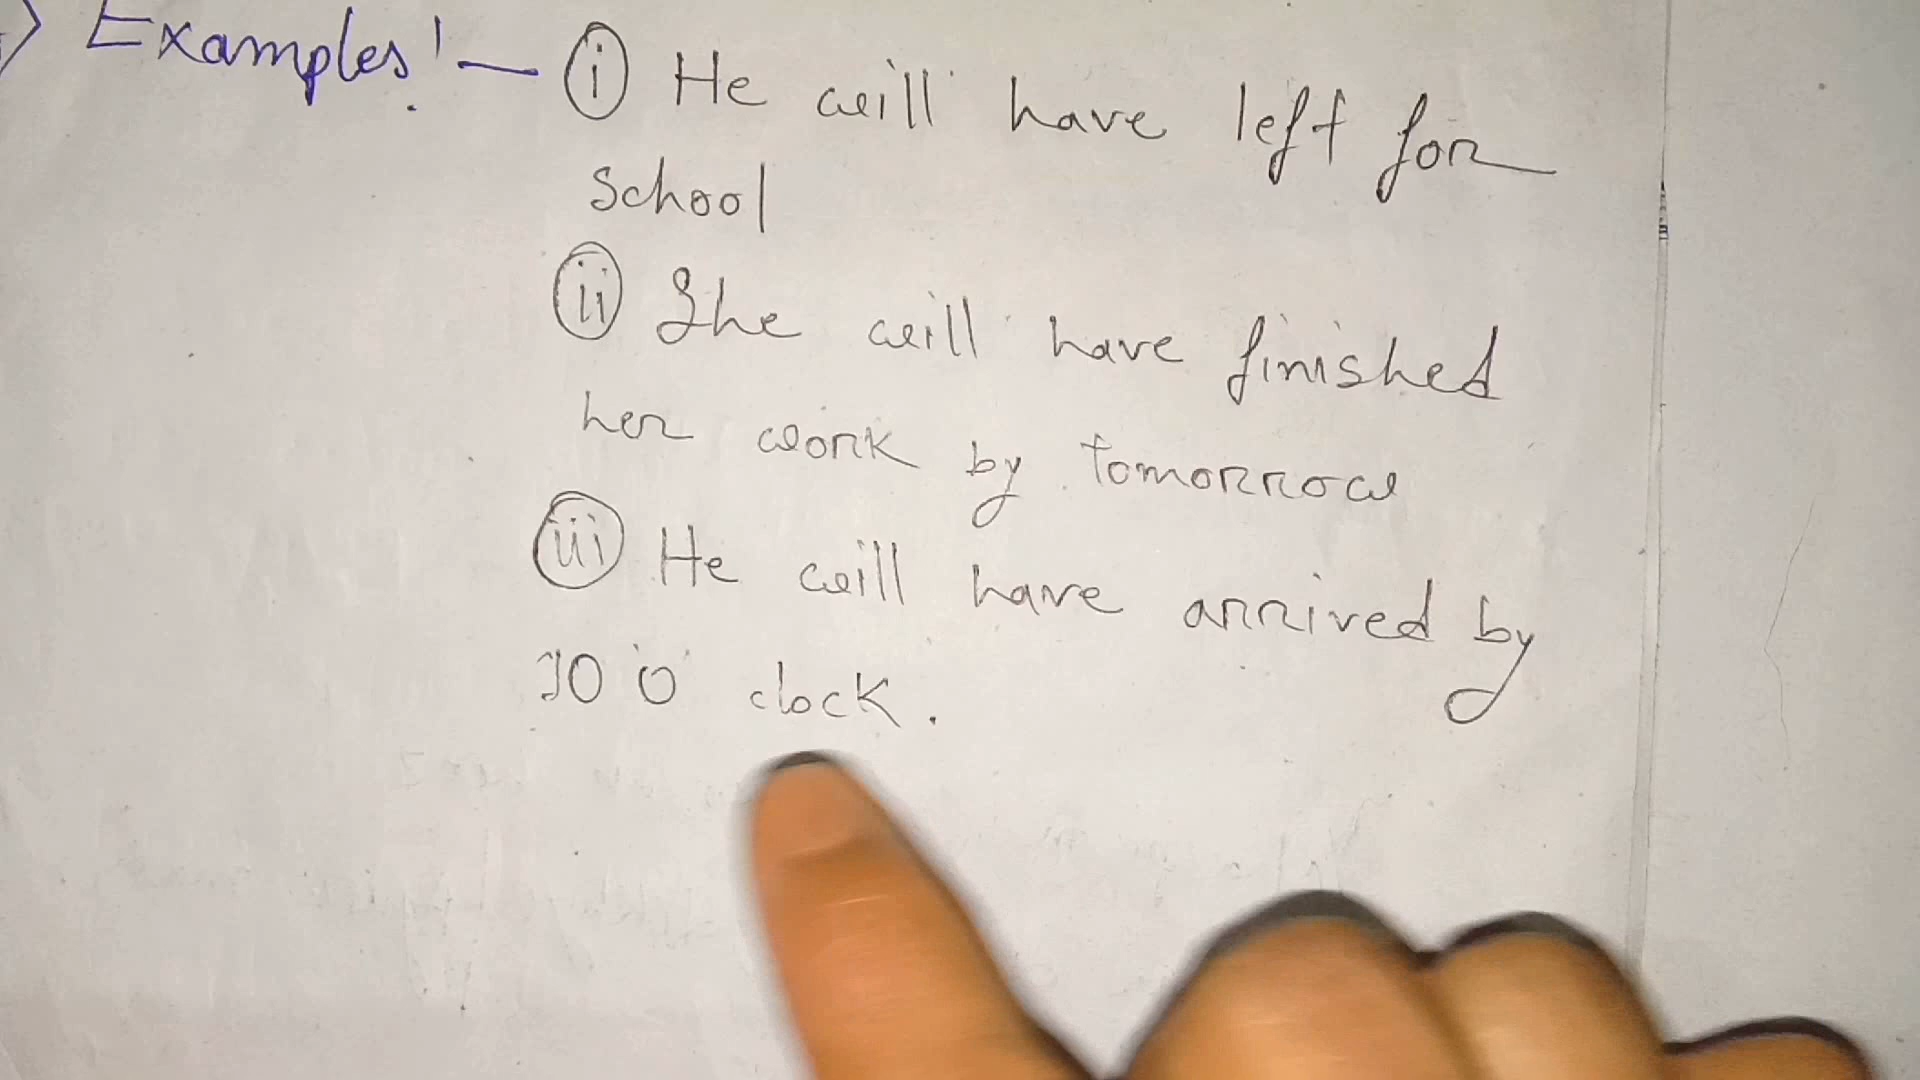 Examples!—  (i) He will have left for
school
(ii) She will have finished
her work by tomorrow
(iii) He will have arrived by
10 o' clock.